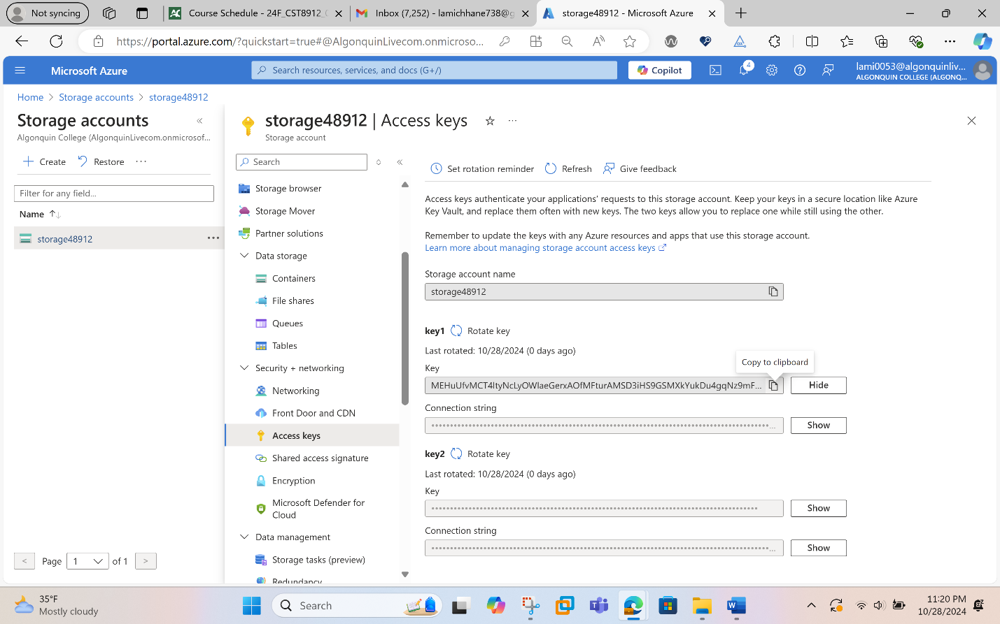 Not syncing
Course Schedule - 24F_CST8912_
Inbox (7,252) - lamichhane738@g
storage48912 - Microsoft Azure
https://portal.azure.com/?quickstart=true#@AlgonquinLivecom.onmicroso...
Microsoft Azure
Search resources, services, and docs (G+/)
Copilot
4
lami0053@algonquinliv...
ALGONQUIN COLLEGE (ALGONQ...
Home > Storage accounts > storage48912
Storage accounts
Algonquin College (AlgonquinLivecom.onmicrosof...
Create
Restore
Filter for any field...
Name
storage48912
Page 1 of 1
storage48912 | Access keys
Storage account
Search
Storage browser
Storage Mover
Partner solutions
Data storage
Containers
File shares
Queues
Tables
Security + networking
Networking
Front Door and CDN
Access keys
Shared access signature
Encryption
Microsoft Defender for
Cloud
Data management
Storage tasks (preview)
Redundancy
Set rotation reminder
Refresh
Give feedback
Access keys authenticate your applications' requests to this storage account. Keep your keys in a secure location like Azure
Key Vault, and replace them often with new keys. The two keys allow you to replace one while still using the other.
Remember to update the keys with any Azure resources and apps that use this storage account.
Learn more about managing storage account access keys
Storage account name
storage48912
key1 Rotate key
Last rotated: 10/28/2024 (0 days ago)
Copy to clipboard
Key
Hide
Connection string
Show
key2 Rotate key
Last rotated: 10/28/2024 (0 days ago)
Key
Show
Connection string
Show
35°F
Mostly cloudy
Search
11:20 PM
10/28/2024